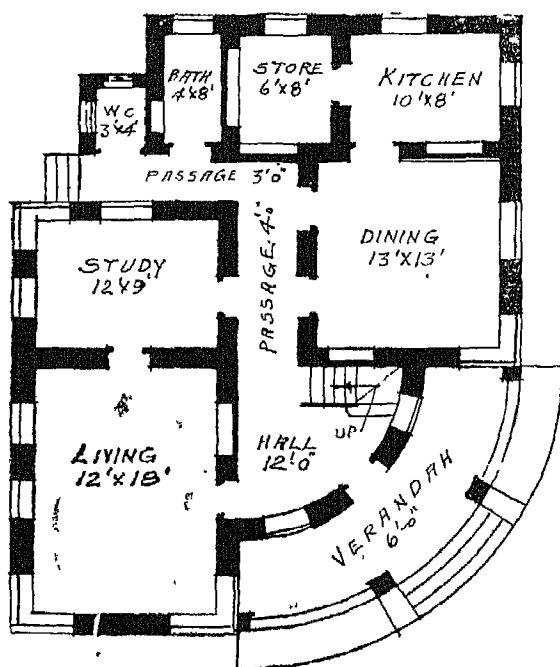 BATH
4'X8'
STORE
6'X8'
KITCHEN
10'X8'
WC
3'X4'
PASSAGE 3'0"
PASSAGE 4'0"
DINING
13'X13'
STUDY
12'X9'
LIVING
12'X18'
HALL
12'0"
UP
VERANDAH
6'0"